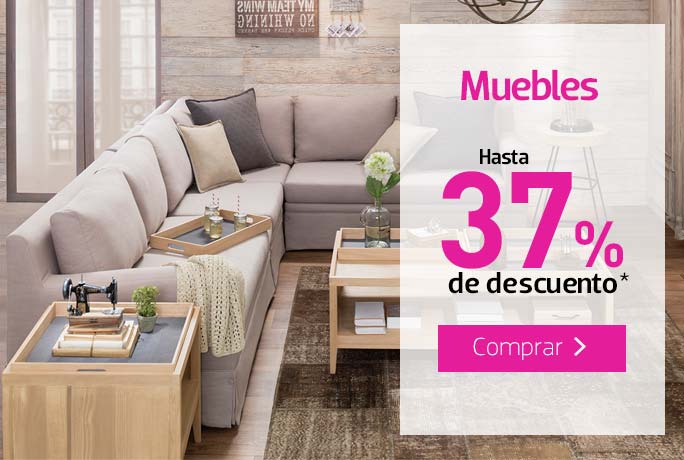 MY TEAM WINS
NO WHINING
Muebles
Hasta
37%
de descuento*
Comprar >